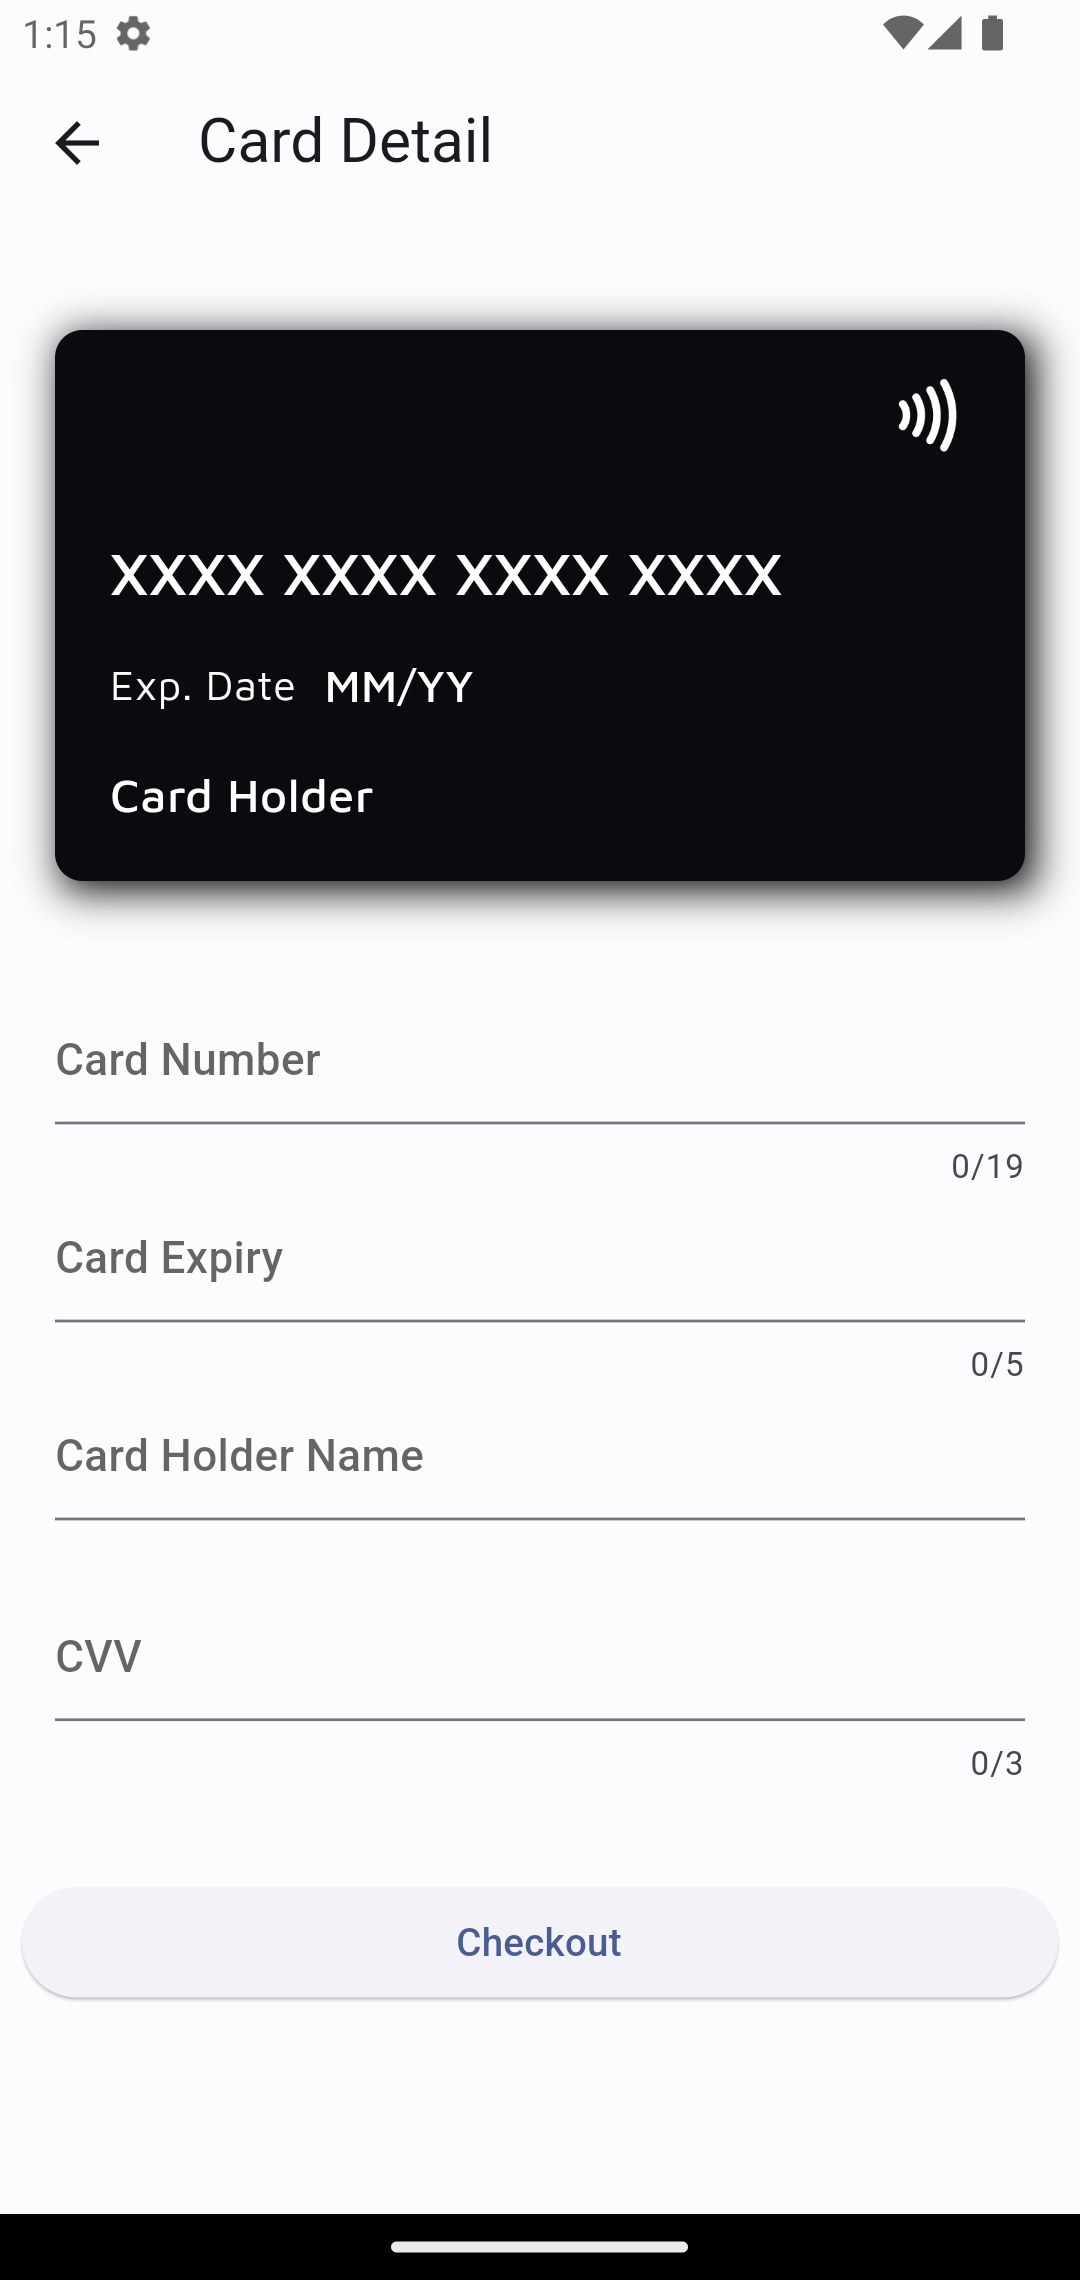 1:15
Card Detail
XXXX XXXX XXXX XXXX
Exp. Date MM/YY
Card Holder
Card Number
0/19
Card Expiry
0/5
Card Holder Name
CVV
0/3
Checkout